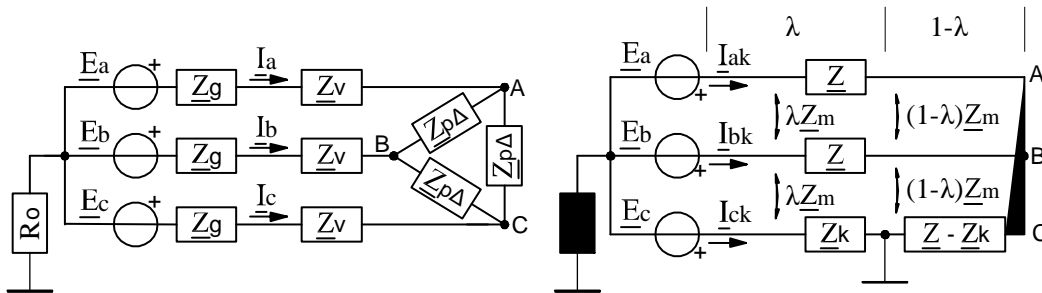 λ 1-λ
Ea + Zg Ia Zv A
Eb + Zg Ib Zv B
Ec + Zg Ic Zv C
ZpΔ
ZpΔ
ZpΔ
Ro
Ea + Iak Z A
λZm (1-λ)Zm
Eb + Ibk Z B
λZm (1-λ)Zm
Ec + Ick Zk Z - Zk C